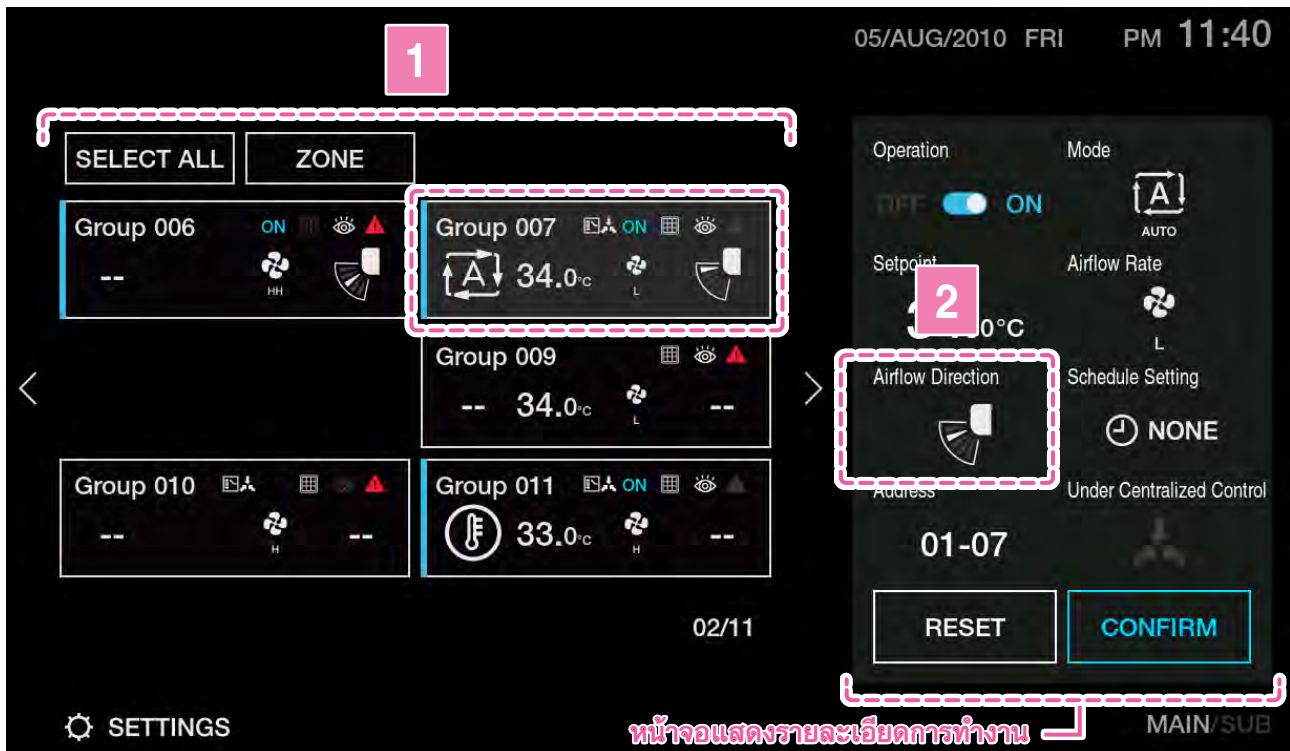 05/AUG/2010 FRI PM 11:40
1
SELECT ALL ZONE
Group 006 ON
--
HH
Group 007 ON
A 34.0°C
L
Group 009
-- 34.0°C --
L
Group 010
-- --
H
Group 011 ON
33.0°C --
H
02/11
SETTINGS
Operation Mode
OFF ON A
AUTO
Setpoint Airflow Rate
2
0°C
L
Airflow Direction Schedule Setting
NONE
Address Under Centralized Control
01-07
RESET CONFIRM
หน้าจอแสดงรายละเอียดการทำงาน
MAIN/SUB